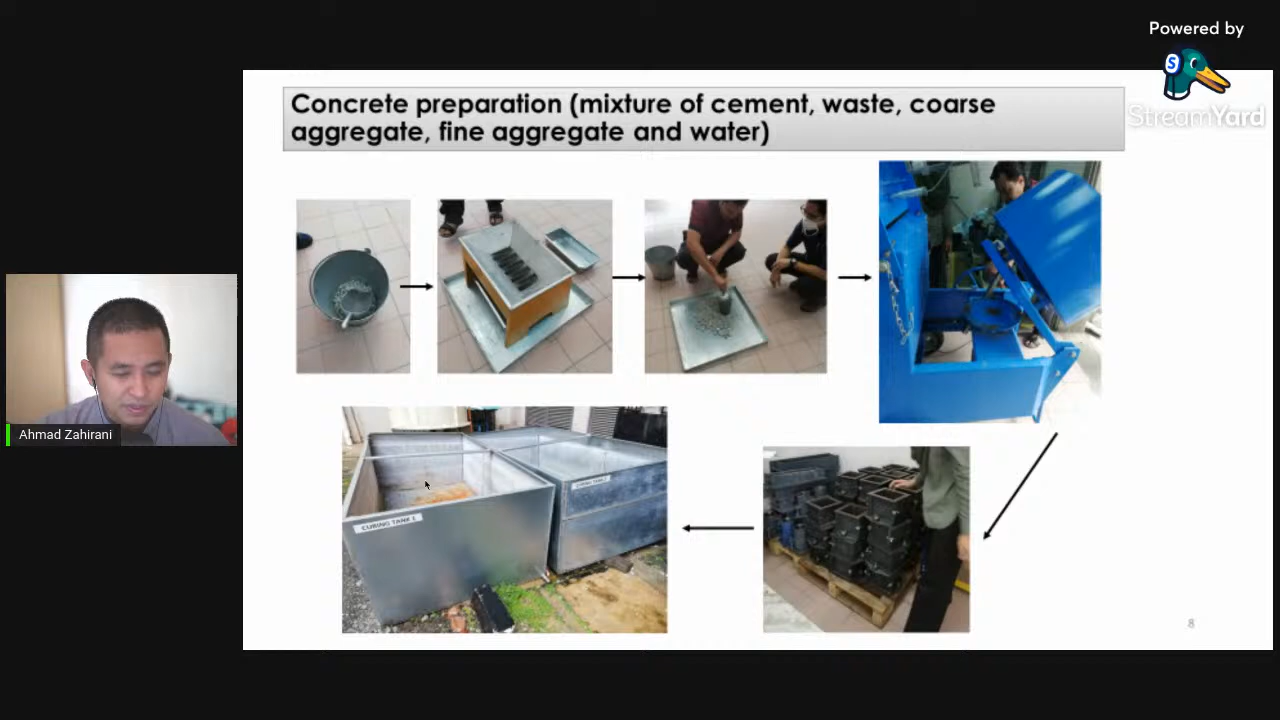 Powered by
StreamYard
Concrete preparation (mixture of cement, waste, coarse
aggregate, fine aggregate and water)
Ahmad Zahirani
CURING TANK 1
8